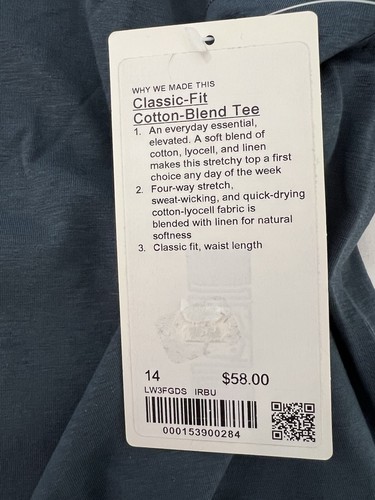 WHY WE MADE THIS
Classic-Fit
Cotton-Blend Tee
1. An everyday essential,
elevated. A soft blend of
cotton, lyocell, and linen
makes this stretchy top a first
choice any day of the week
2. Four-way stretch,
sweat-wicking, and quick-drying
cotton-lyocell fabric is
blended with linen for natural
softness
3. Classic fit, waist length
14 $58.00
LW3FGDS IRBU
000153900284